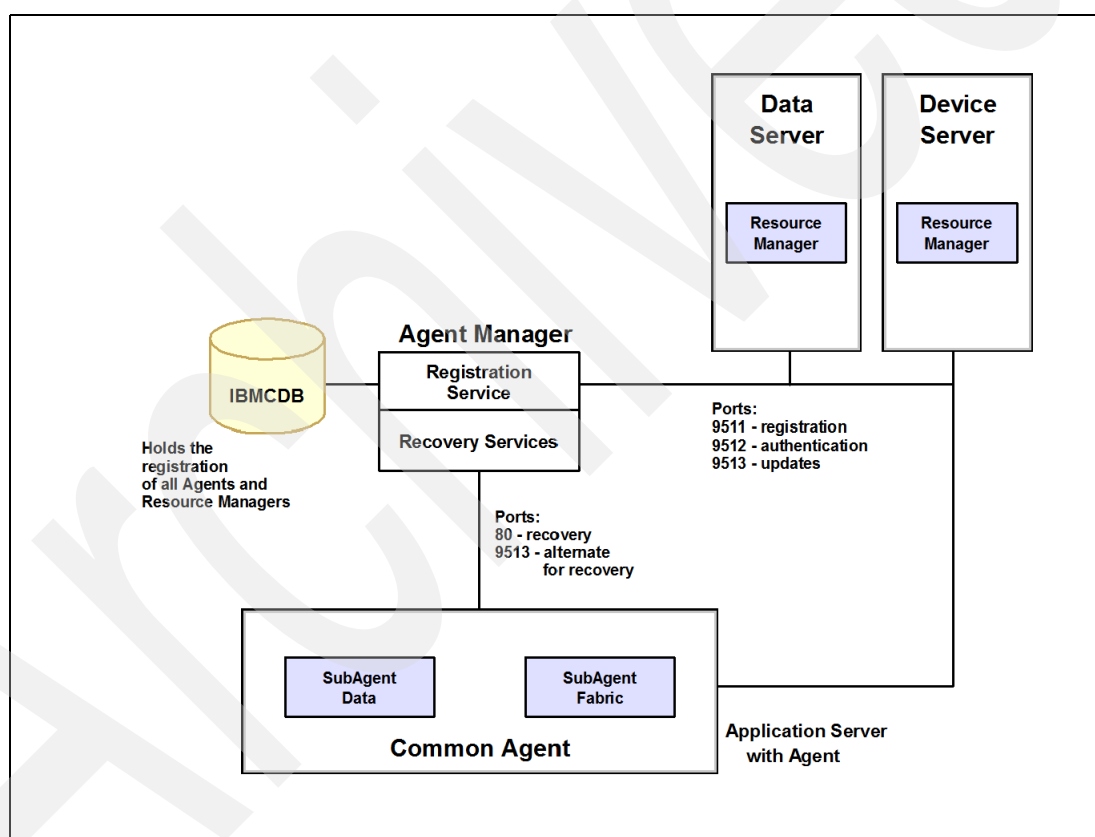 Data
Server
Device
Server
Resource
Manager
Resource
Manager
Agent Manager
Registration
Service
Recovery Services
IBMCDB
Holds the
registration
of all Agents and
Resource Managers
Ports:
9511 - registration
9512 - authentication
9513 - updates
Ports:
80 - recovery
9513 - alternate
for recovery
SubAgent
Data
SubAgent
Fabric
Common Agent
Application Server
with Agent
Archived